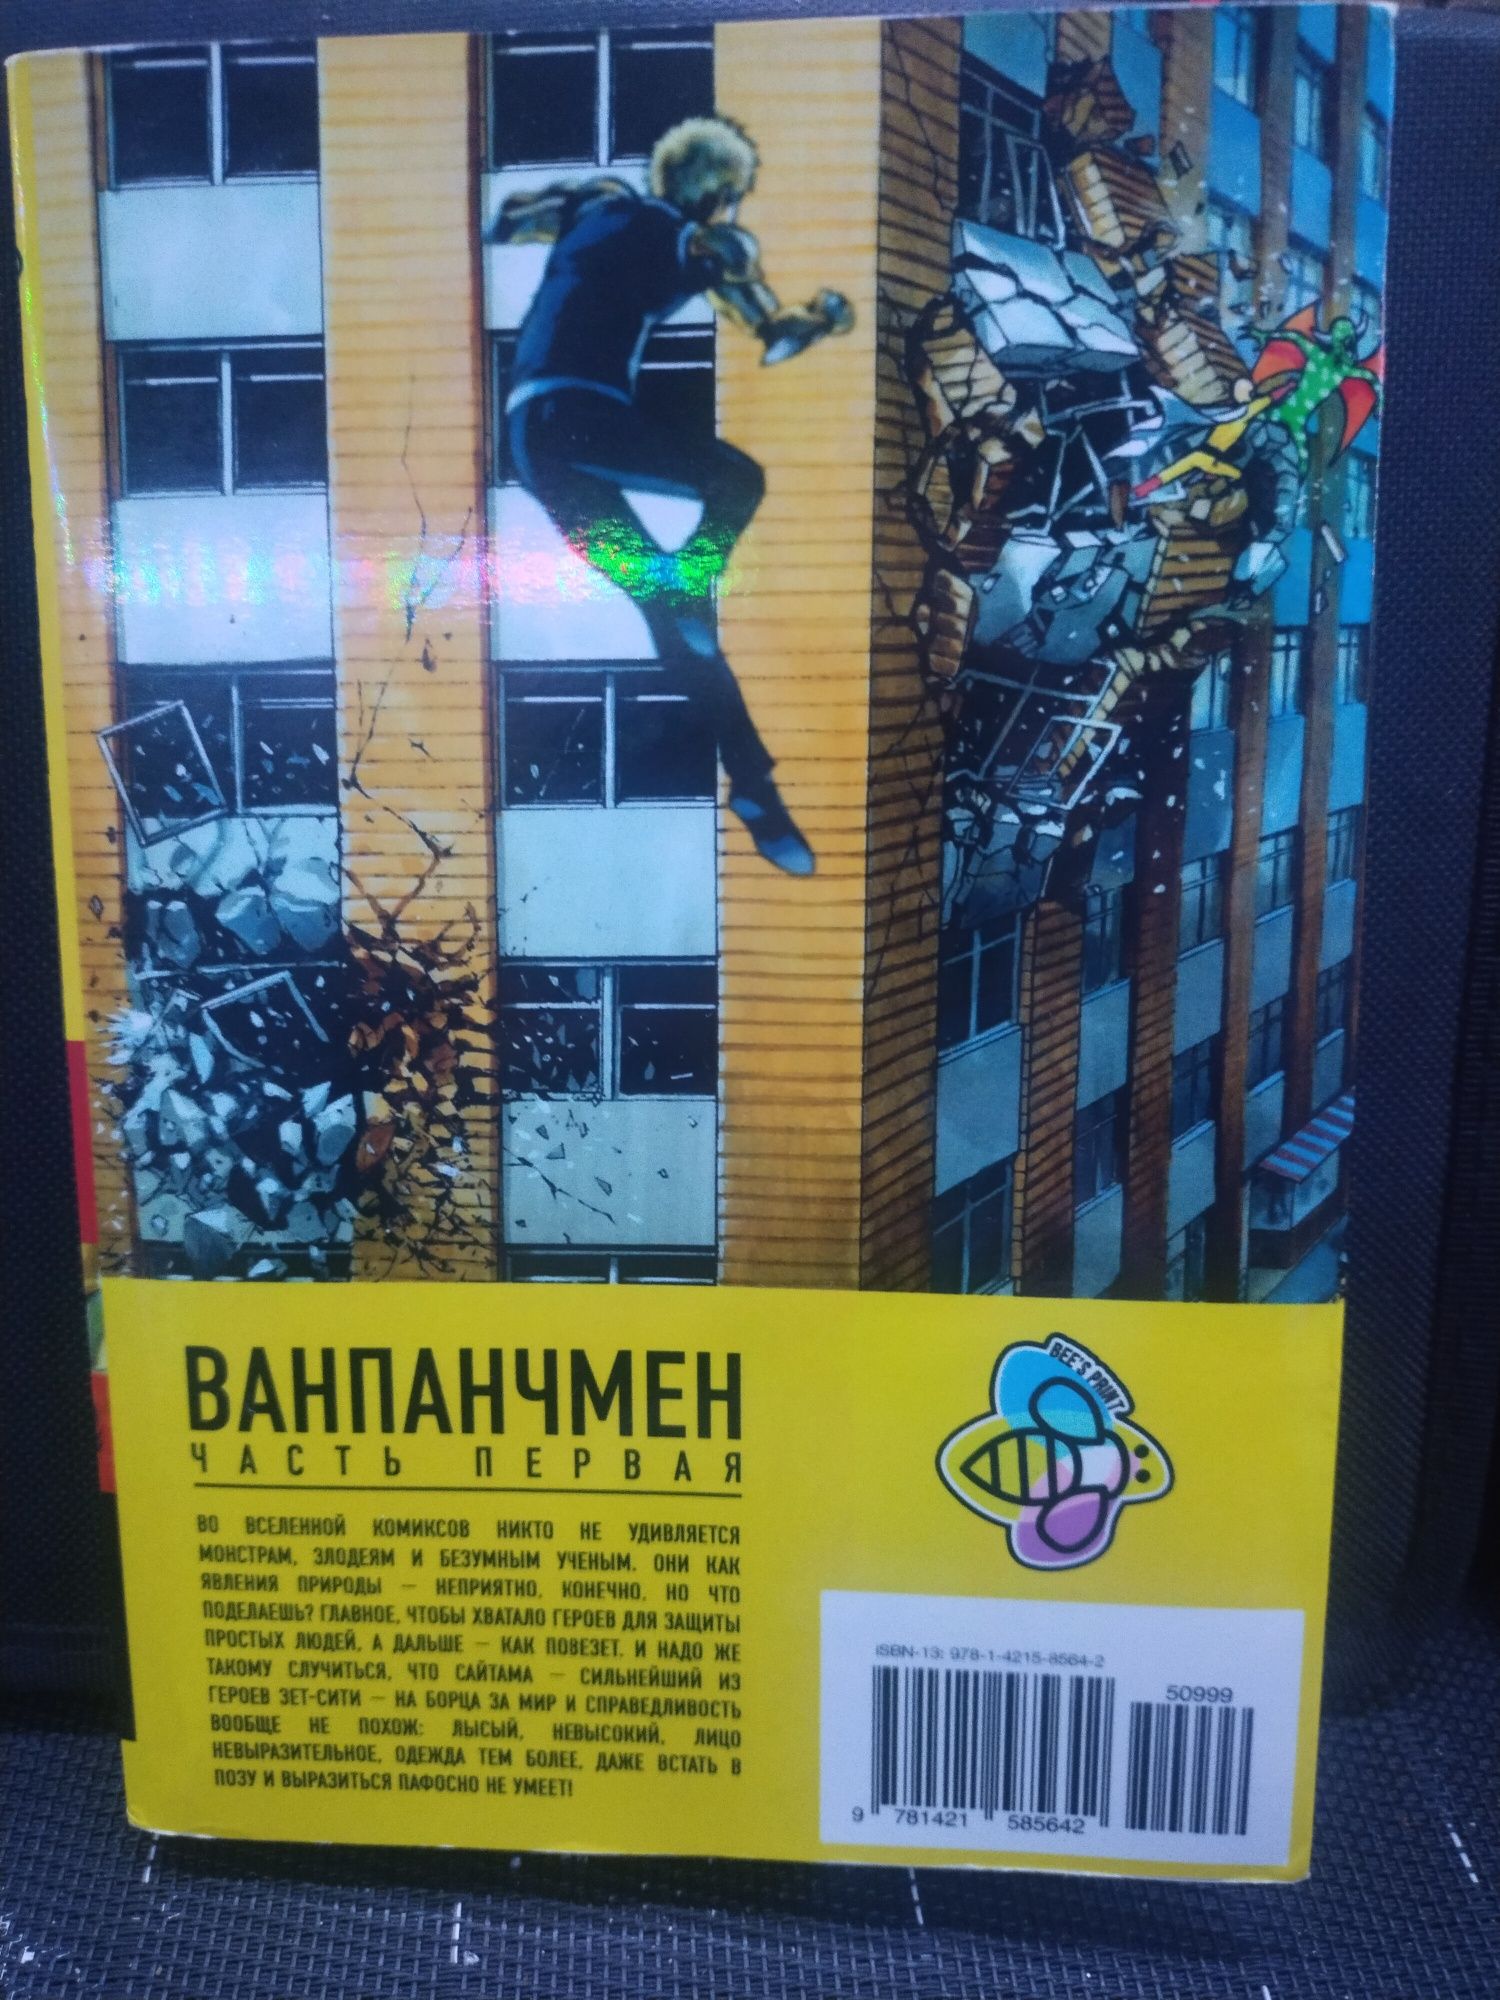 ВАНПАНЧМЕН
ЧАСТЬ ПЕРВАЯ
ВО ВСЕЛЕННОЙ КОМИКСОВ НИКТО НЕ УДИВЛЯЕТСЯ
МОНСТРАМ, ЗЛОДЕЯМ И БЕЗУМНЫМ УЧЕНЫМ. ОНИ КАК
ЯВЛЕНИЯ ПРИРОДЫ — НЕПРИЯТНО, КОНЕЧНО, НО ЧТО
ПОДЕЛАЕШЬ? ГЛАВНОЕ, ЧТОБЫ ХВАТАЛО ГЕРОЕВ ДЛЯ ЗАЩИТЫ
ПРОСТЫХ ЛЮДЕЙ, А ДАЛЬШЕ — КАК ПОВЕЗЕТ. И НАДО ЖЕ
ТАКОМУ СЛУЧИТЬСЯ, ЧТО САЙТАМА — СИЛЬНЕЙШИЙ ИЗ
ГЕРОЕВ ЗЕТ-СИТИ — НА БОРЦА ЗА МИР И СПРАВЕДЛИВОСТЬ
ВООБЩЕ НЕ ПОХОЖ: ЛЫСЫЙ, НЕВЫСОКИЙ, ЛИЦО
НЕВЫРАЗИТЕЛЬНОЕ, ОДЕЖДА ТЕМ БОЛЕЕ, ДАЖЕ ВСТАТЬ В
ПОЗУ И ВЫРАЗИТЬСЯ ПАФОСНО НЕ УМЕЕТ!
BEE'S PRINT
ISBN-13: 978-1-4215-8564-2
50999
9 781421 585642